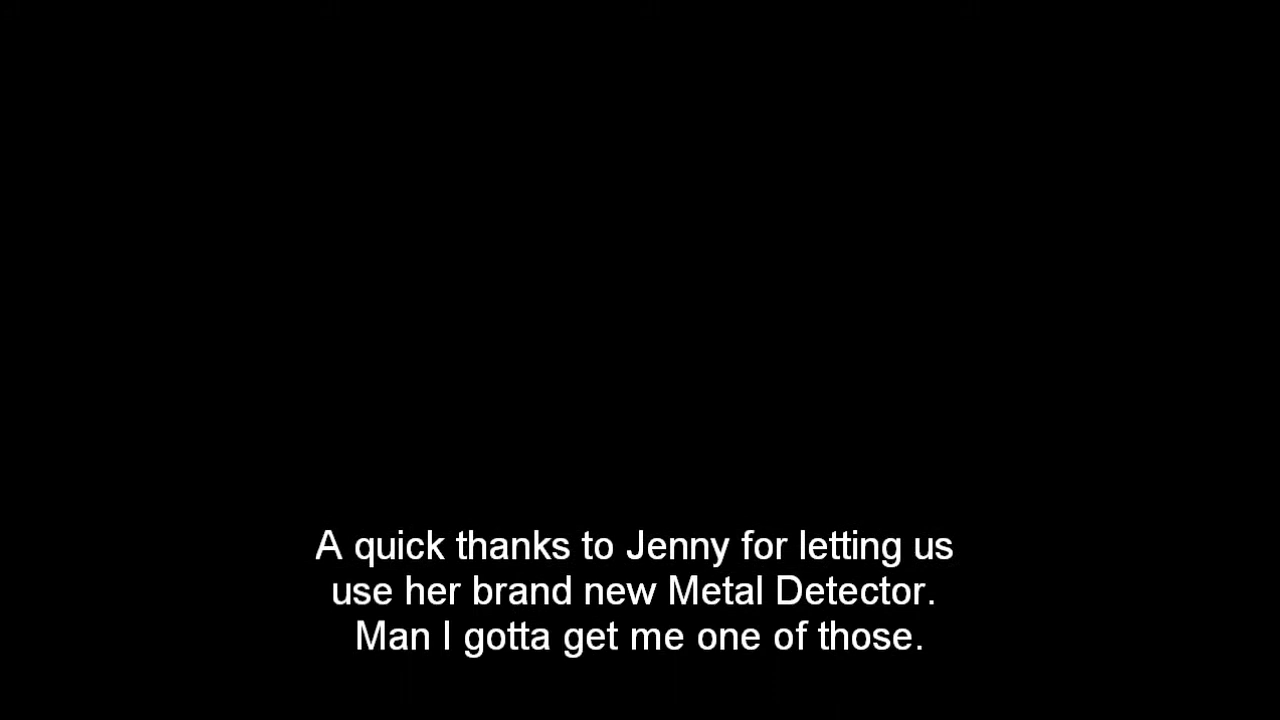 A quick thanks to Jenny for letting us
use her brand new Metal Detector.
Man I gotta get me one of those.